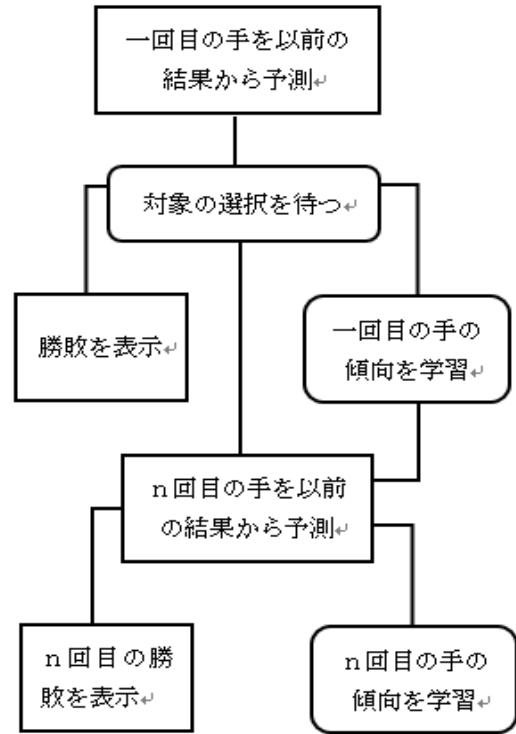 一回目の手を以前の
結果から予測↵
対象の選択を待つ↵
勝敗を表示↵
一回目の手の
傾向を学習↵
n回目の手を以前
の結果から予測↵
n回目の勝
敗を表示↵
n回目の手の
傾向を学習↵